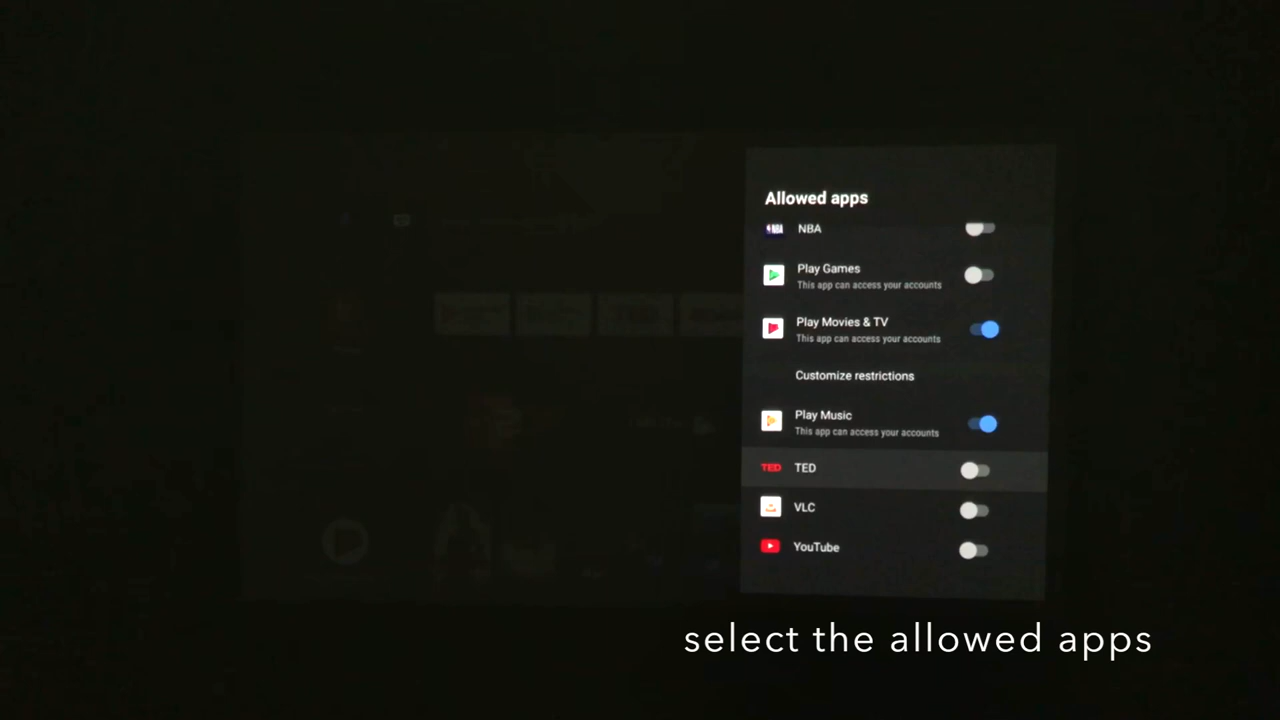 Allowed apps
NBA NBA
Play Games
This app can access your accounts
Play Movies & TV
This app can access your accounts
Customize restrictions
Play Music
This app can access your accounts
TED TED
VLC
YouTube
select the allowed apps